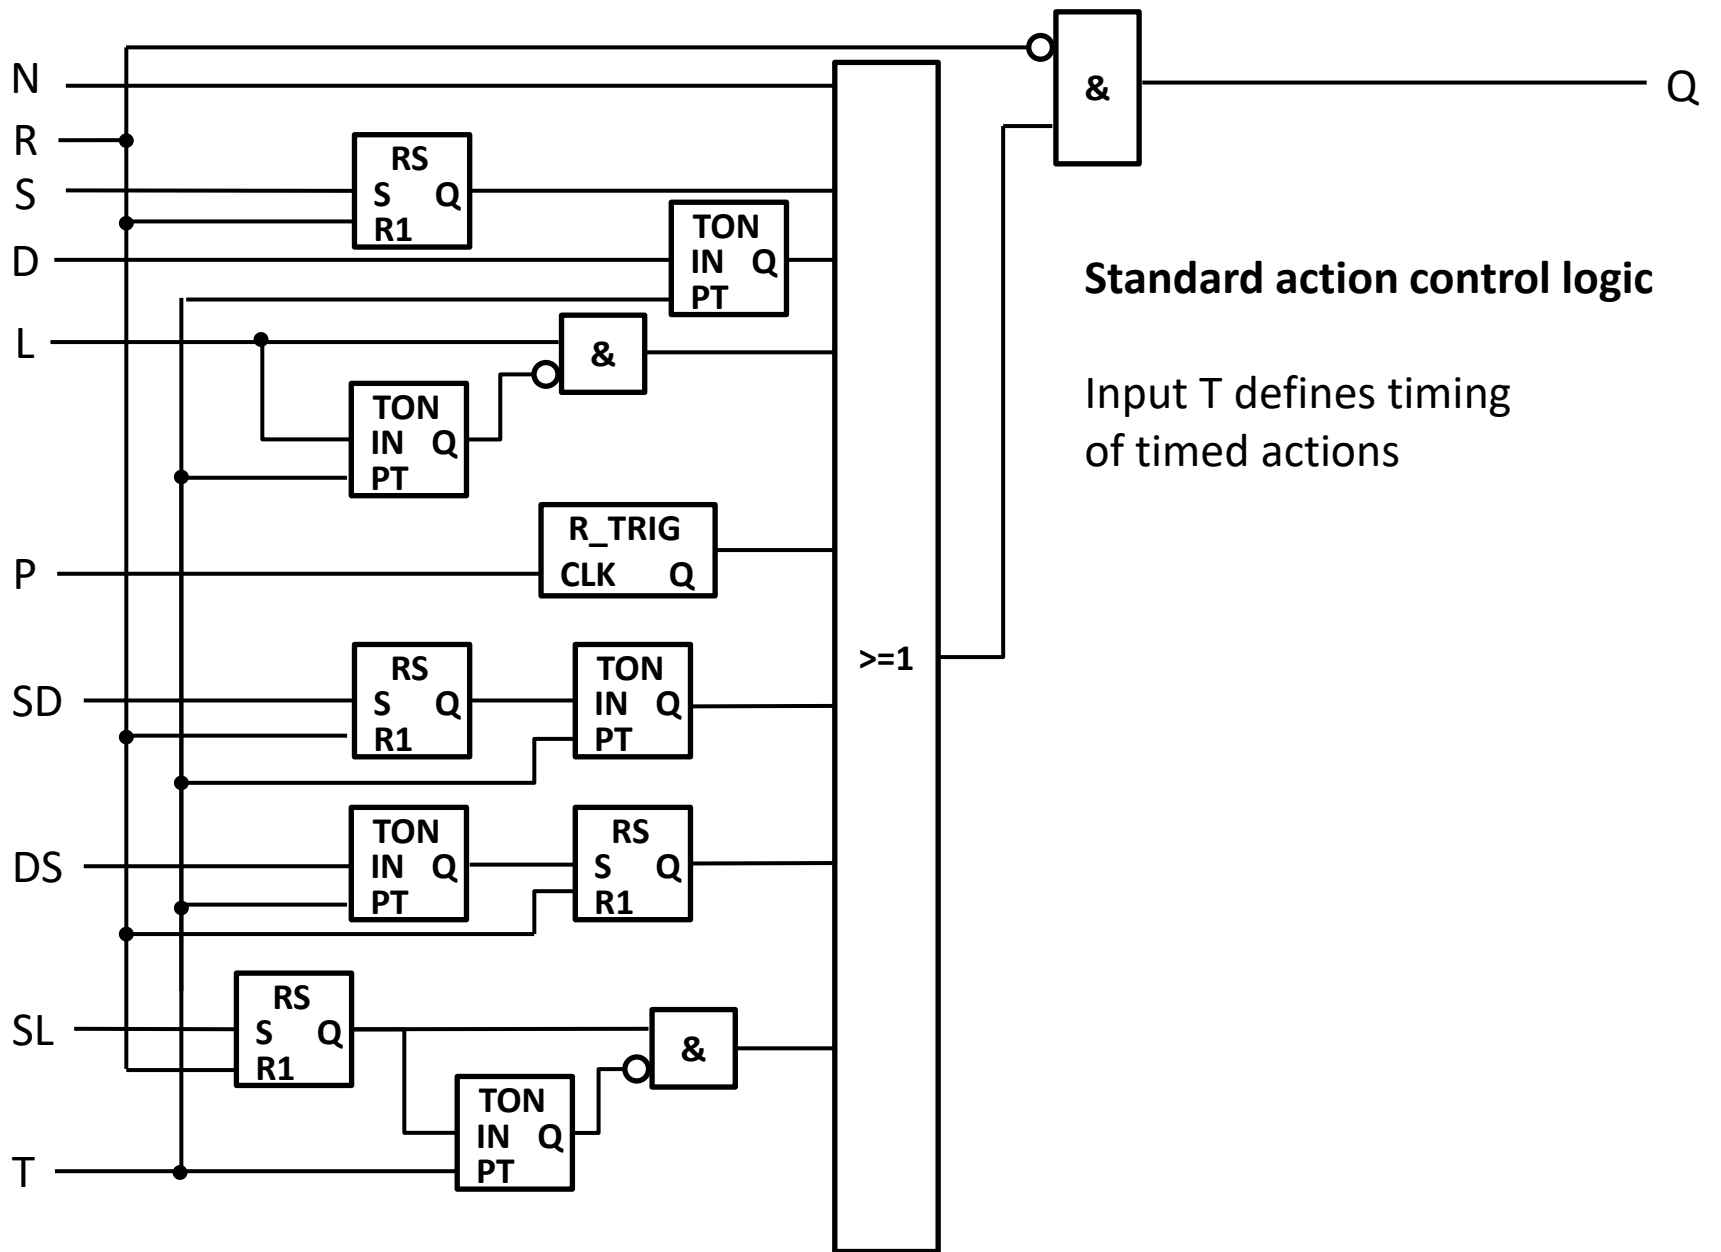 N
R
S
D
L
P
SD
DS
SL
T
RS
S Q
R1
TON
IN Q
PT
&
TON
IN Q
PT
R_TRIG
CLK Q
RS
S Q
R1
TON
IN Q
PT
TON
IN Q
PT
RS
S Q
R1
RS
S Q
R1
&
TON
IN Q
PT
>=1
&
Q
Standard action control logic
Input T defines timing
of timed actions